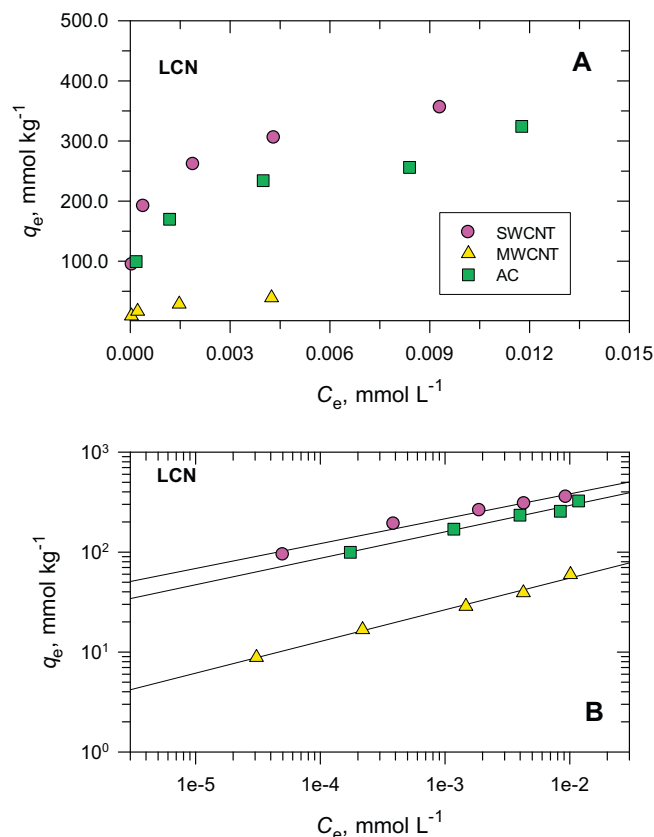 500.0
400.0
300.0
200.0
100.0
LCN
A
qe, mmol kg-1
SWCNT
MWCNT
AC
0.000 0.003 0.006 0.009 0.012 0.015
Ce, mmol L-1
10³
10²
10¹
10⁰
LCN
B
qe, mmol kg-1
1e-5 1e-4 1e-3 1e-2
Ce, mmol L-1